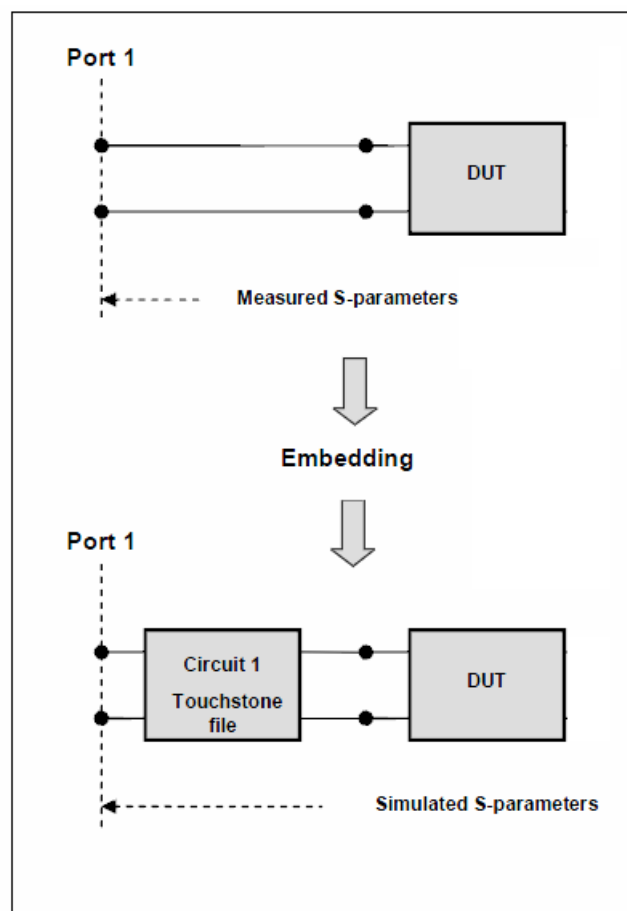 Port 1
DUT
Measured S-parameters
Embedding
Port 1
Circuit 1
Touchstone
file
DUT
Simulated S-parameters